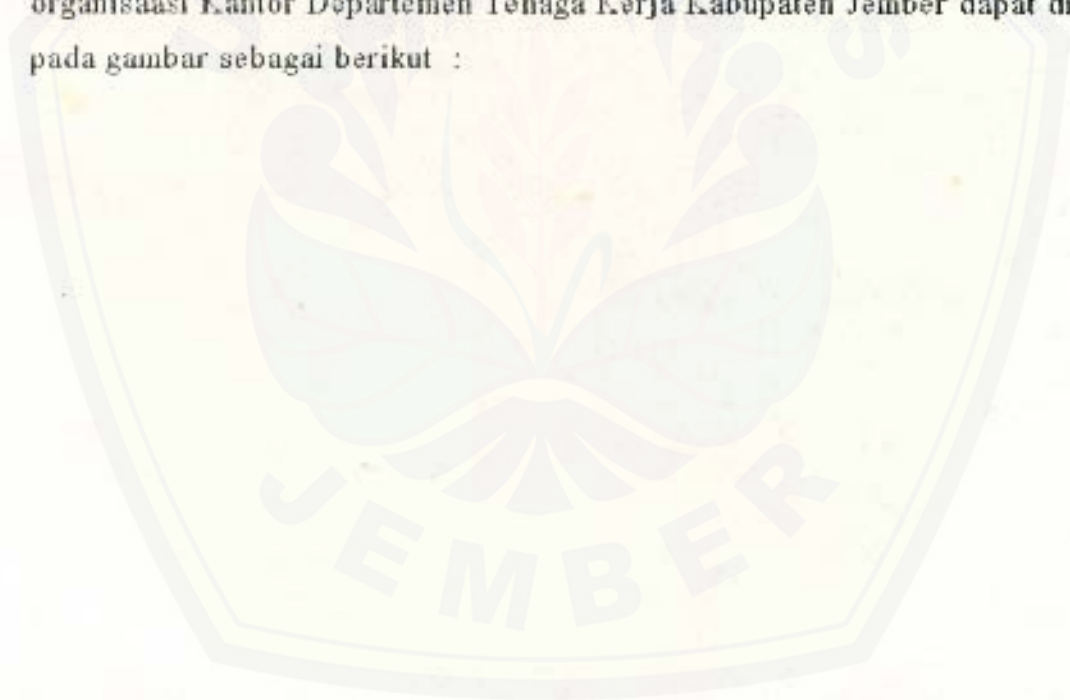 organisaasi Kantor Departemen Tenaga Kerja Kabupaten Jember dapat
pada gambar sebagai berikut :
JEMBER